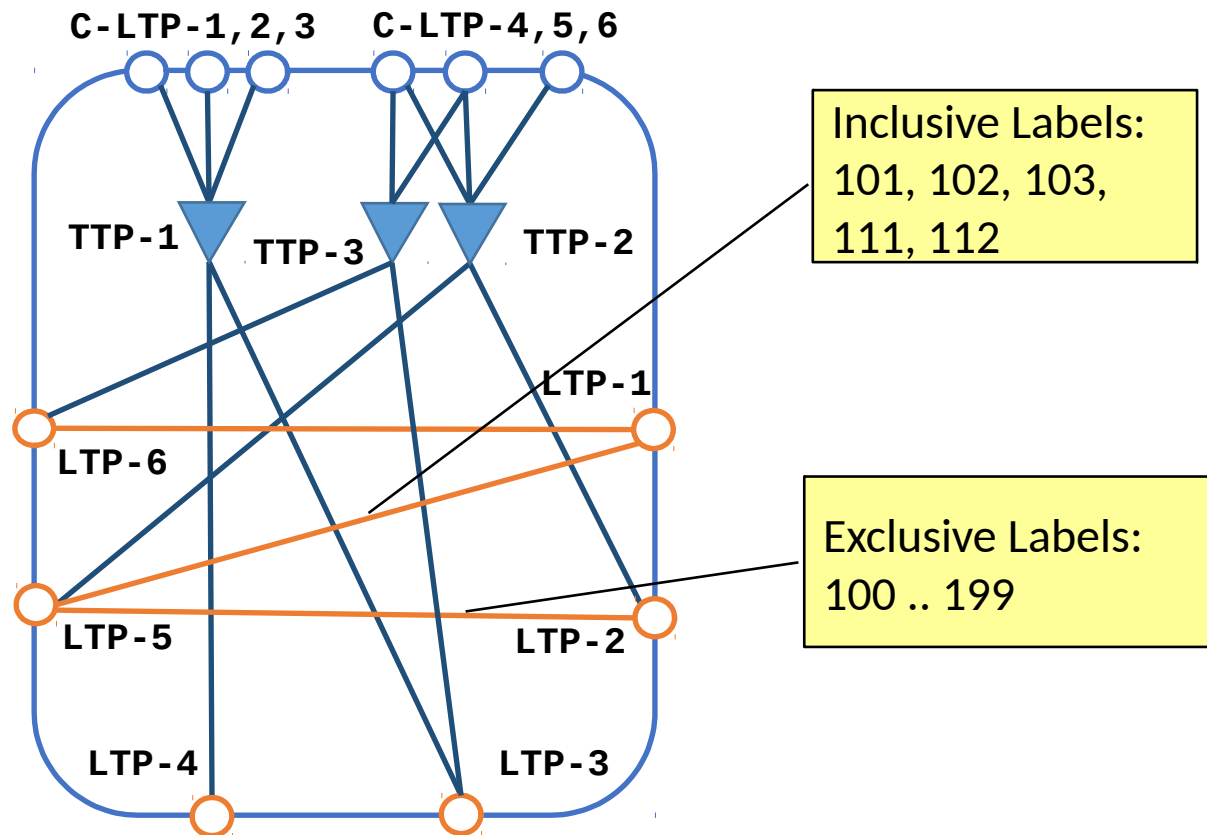 C-LTP-1,2,3
C-LTP-4,5,6
Inclusive Labels:
101, 102, 103,
111, 112
TTP-1
TTP-3
TTP-2
LTP-1
LTP-6
Exclusive Labels:
100 .. 199
LTP-5
LTP-2
LTP-4
LTP-3